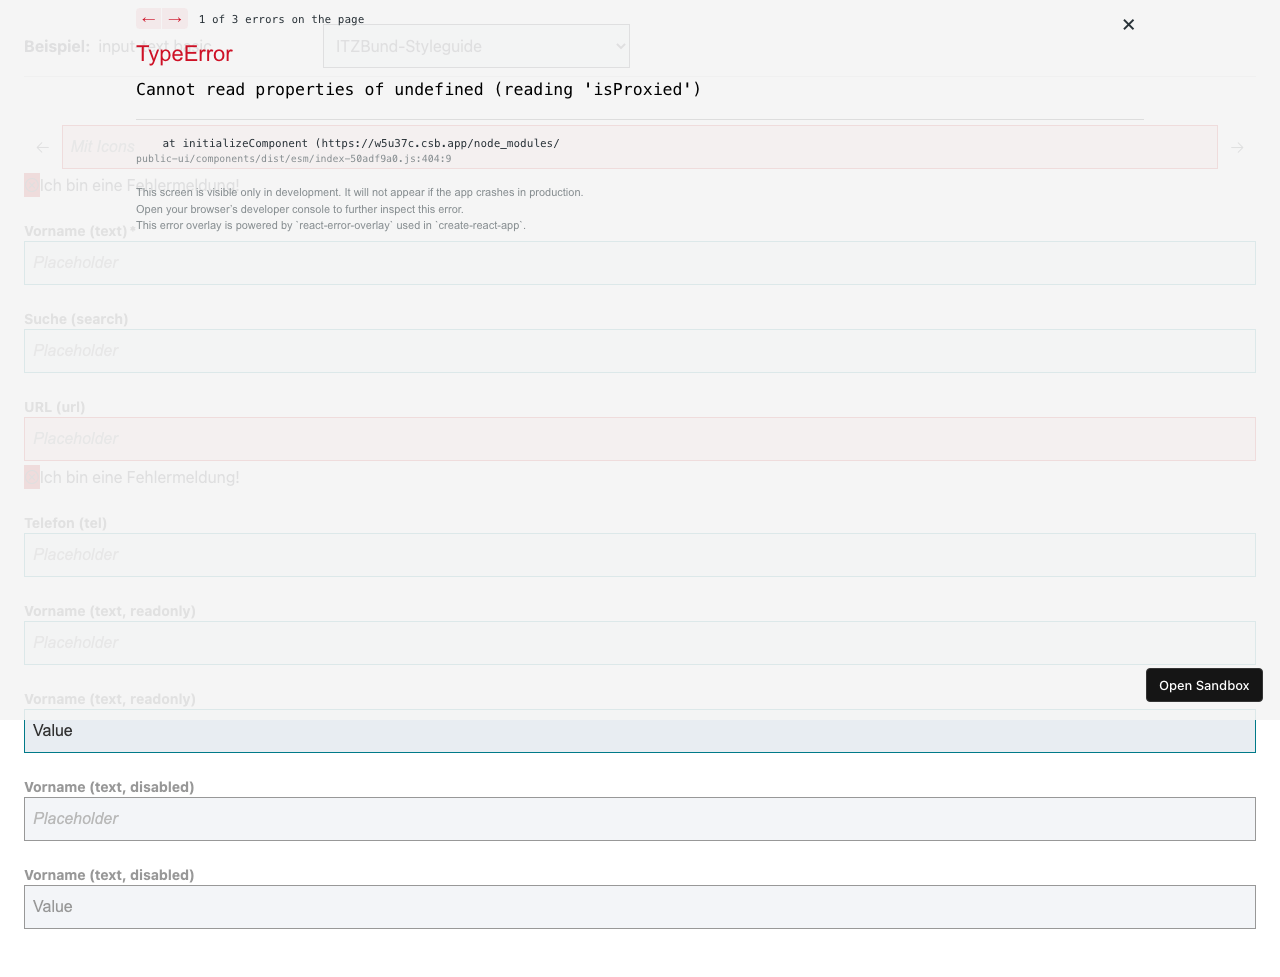 ← → 1 of 3 errors on the page
×
Beispiel: input-text basic
ITZBund-Styleguide
TypeError
Cannot read properties of undefined (reading 'isProxied')
at initializeComponent (https://w5u37c.csb.app/node_modules/
public-ui/components/dist/esm/index-50adf9a0.js:404:9
← Mit Icons →
Ich bin eine Fehlermeldung!
This screen is visible only in development. It will not appear if the app crashes in production.
Open your browser’s developer console to further inspect this error.
This error overlay is powered by `react-error-overlay` used in `create-react-app`.
Vorname (text)*
Placeholder
Suche (search)
Placeholder
URL (url)
Placeholder
Ich bin eine Fehlermeldung!
Telefon (tel)
Placeholder
Vorname (text, readonly)
Placeholder
Open Sandbox
Vorname (text, readonly)
Value
Vorname (text, disabled)
Placeholder
Vorname (text, disabled)
Value